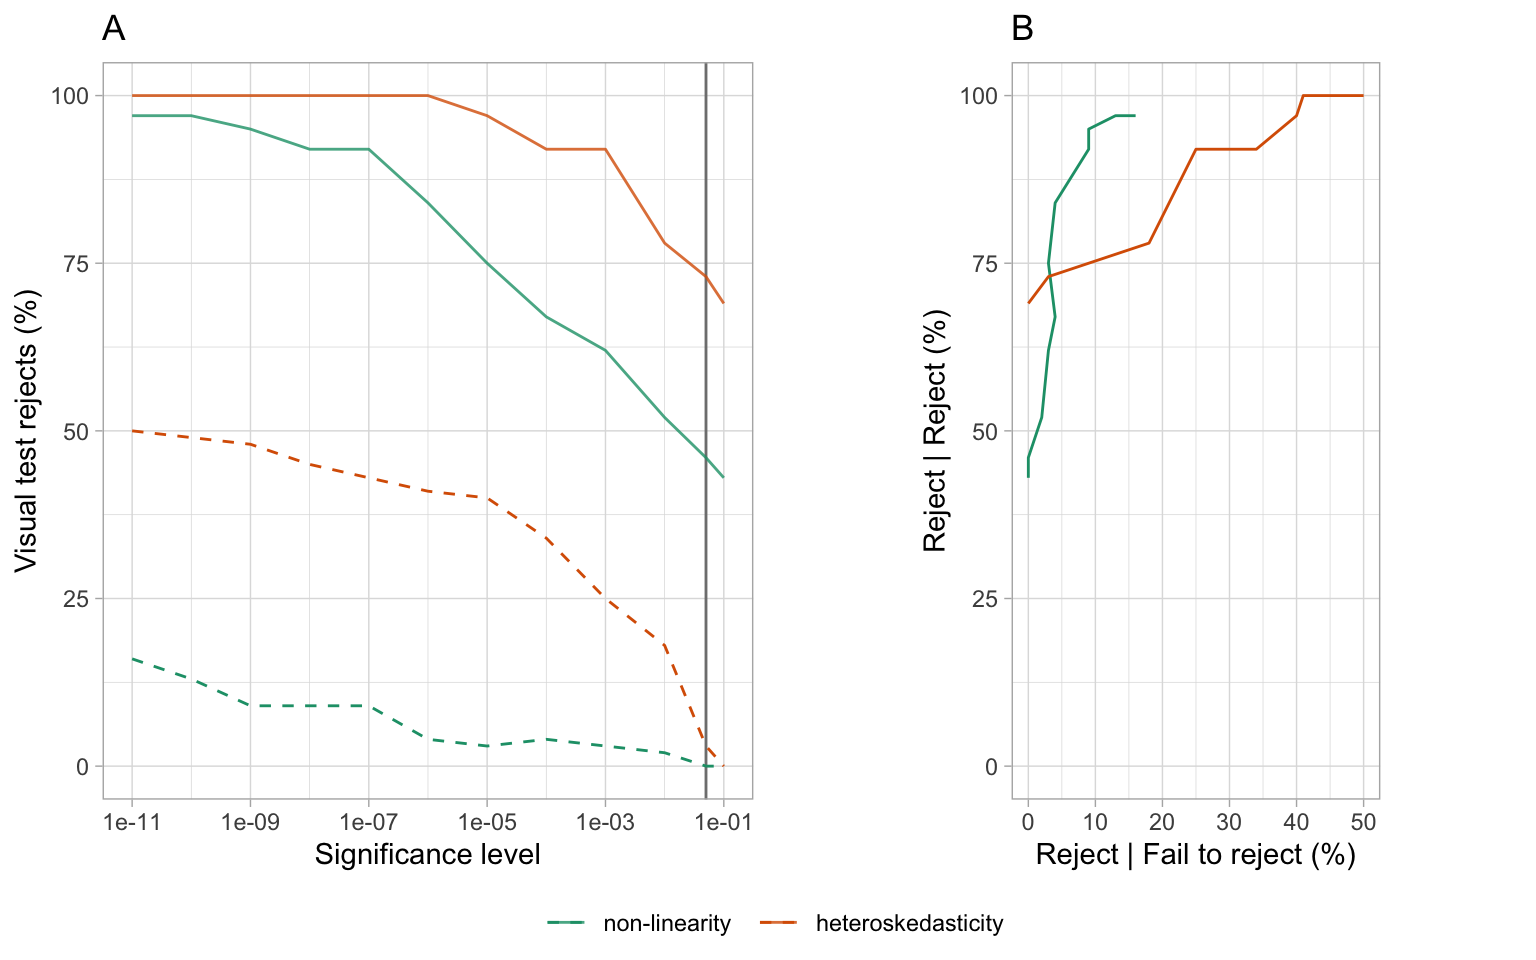 A
Visual test rejects (%)
100
75
50
25
0
1e-11 1e-09 1e-07 1e-05 1e-03 1e-01
Significance level
B
Reject | Reject (%)
100
75
50
25
0
0 10 20 30 40 50
Reject | Fail to reject (%)
non-linearity heteroskedasticity